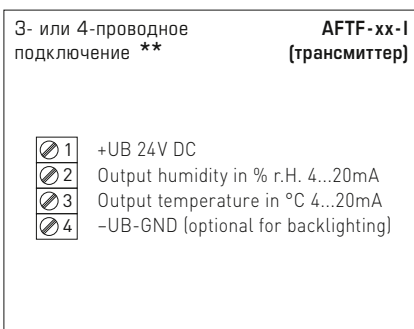 3- или 4-проводное AFTF-xx-I
подключение ** (трансмиттер)
1 +UB 24V DC
2 Output humidity in % r.H. 4...20mA
3 Output temperature in °C 4...20mA
4 –UB-GND (optional for backlighting)